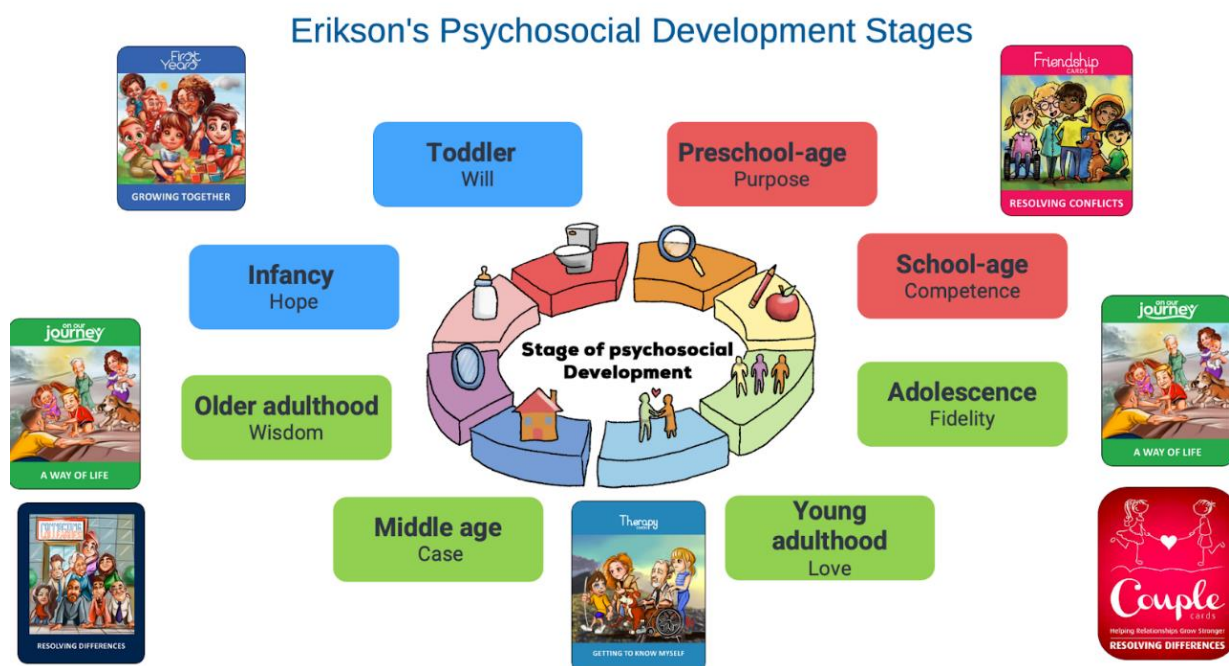 Erikson's Psychosocial Development Stages
First
Years
GROWING TOGETHER
Toddler
Will
Preschool-age
Purpose
Friendship
CARDS
RESOLVING CONFLICTS
Infancy
Hope
School-age
Competence
on our
journey
A WAY OF LIFE
Stage of psychosocial
Development
Older adulthood
Wisdom
Adolescence
Fidelity
on our
journey
A WAY OF LIFE
RESOLVING DIFFERENCES
Middle age
Case
Therapy
GETTING TO KNOW MYSELF
Young
adulthood
Love
Couple
cards
Helping Relationships Grow Stronger
RESOLVING DIFFERENCES